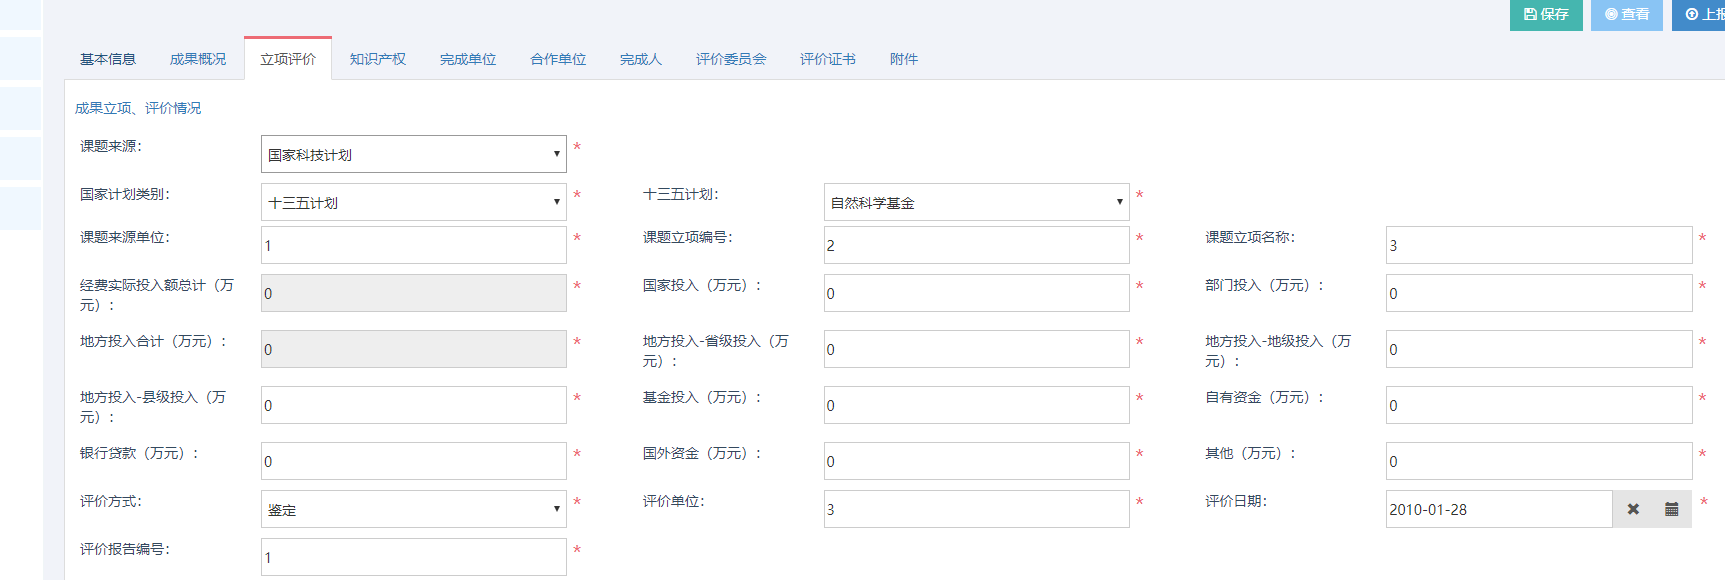 保存 查看 上报
基本信息 成果概况 立项评价 知识产权 完成单位 合作单位 完成人 评价委员会 评价证书 附件
成果立项、评价情况
课题来源： 国家科技计划 *
国家计划类别： 十三五计划 * 十三五计划： 自然科学基金 *
课题来源单位： 1 * 课题立项编号： 2 * 课题立项名称： 3 *
经费实际投入额总计（万
元）： 0 * 国家投入（万元）： 0 * 部门投入（万元）： 0 *
地方投入合计（万元）： 0 * 地方投入-省级投入（万
元）： 0 * 地方投入-地级投入（万
元）： 0 *
地方投入-县级投入（万
元）： 0 * 基金投入（万元）： 0 * 自有资金（万元）： 0 *
银行贷款（万元）： 0 * 国外资金（万元）： 0 * 其他（万元）： 0 *
评价方式： 鉴定 * 评价单位： 3 * 评价日期： 2010-01-28 *
评价报告编号： 1 *